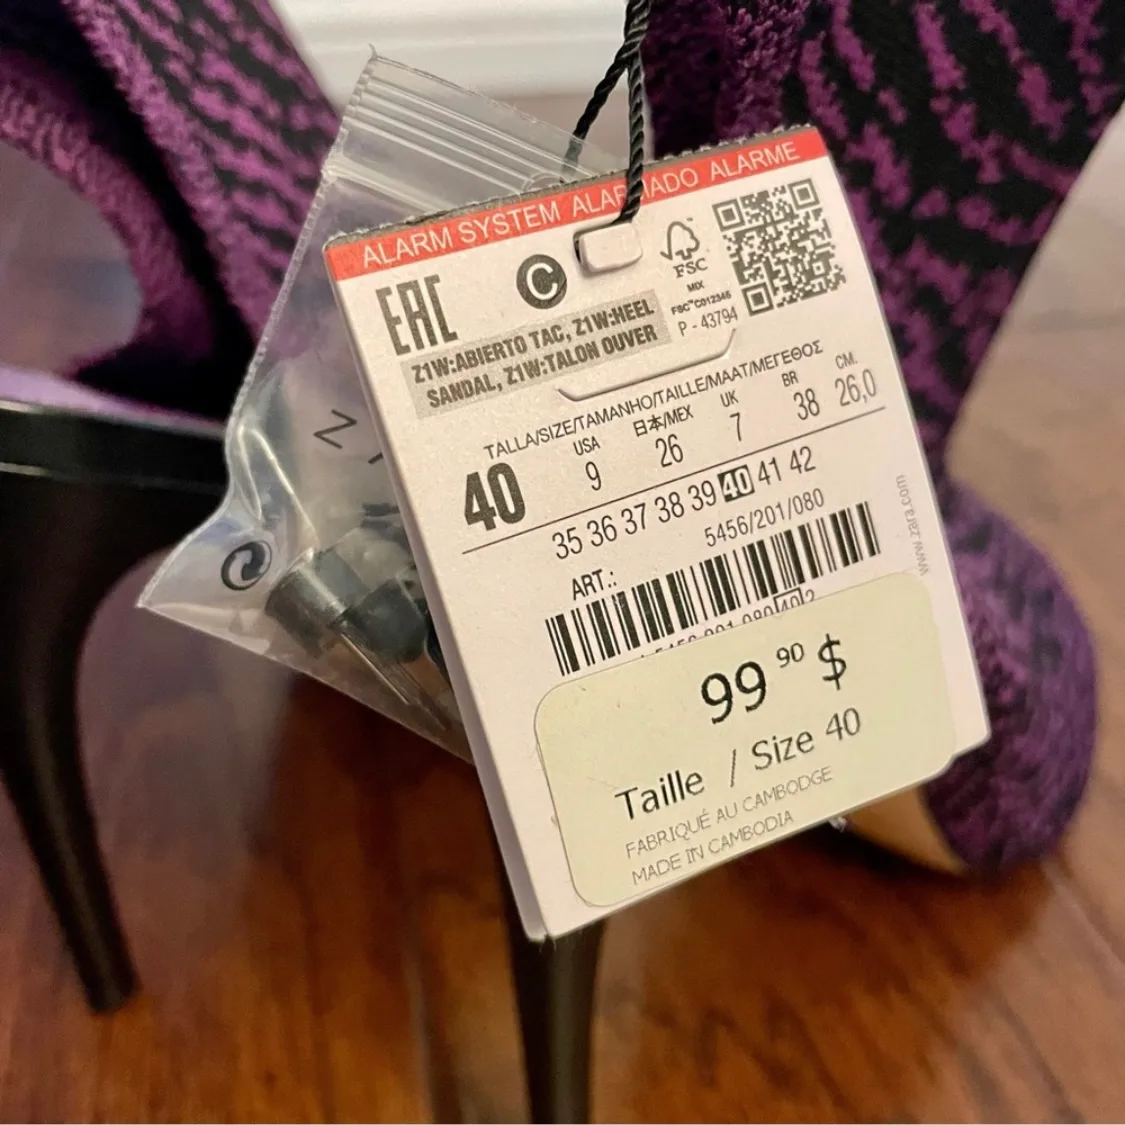 ALARM SYSTEM ALARMADO ALARME
EAC
C
FSC
MIX
FSC™ C012345
P - 43794
Z1W:ABIERTO TAC, Z1W:HEEL
SANDAL, Z1W:TALON OUVER
TALLA/SIZE/TAMANHO/TAILLE/MAAT/ΜΕΓΕΘΟΣ
USA 日本/MEX UK BR CM.
40 9 26 7 38 26,0
35 36 37 38 39 40 41 42
5456/201/080
ART.:
www.zara.com
99 90 $
Taille / Size 40
FABRIQUÉ AU CAMBODGE
MADE IN CAMBODIA